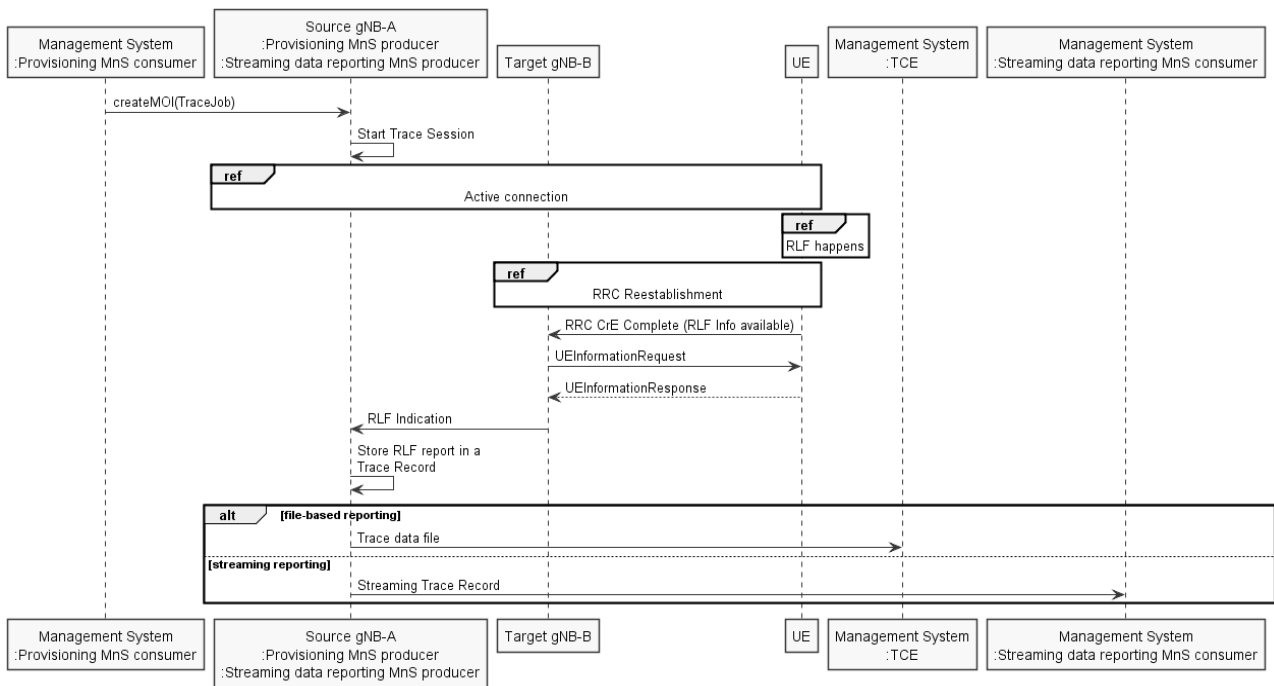 Management System
:Provisioning MnS consumer
Source gNB-A
:Provisioning MnS producer
:Streaming data reporting MnS producer
Target gNB-B
UE
Management System
:TCE
Management System
:Streaming data reporting MnS consumer
createMOI(TraceJob)
Start Trace Session
ref
Active connection
ref
RLF happens
ref
RRC Reestablishment
RRC CrE Complete (RLF Info available)
UEInformationRequest
UEInformationResponse
RLF Indication
Store RLF report in a
Trace Record
alt [file-based reporting]
Trace data file
[streaming reporting]
Streaming Trace Record
Management System
:Provisioning MnS consumer
Source gNB-A
:Provisioning MnS producer
:Streaming data reporting MnS producer
Target gNB-B
UE
Management System
:TCE
Management System
:Streaming data reporting MnS consumer